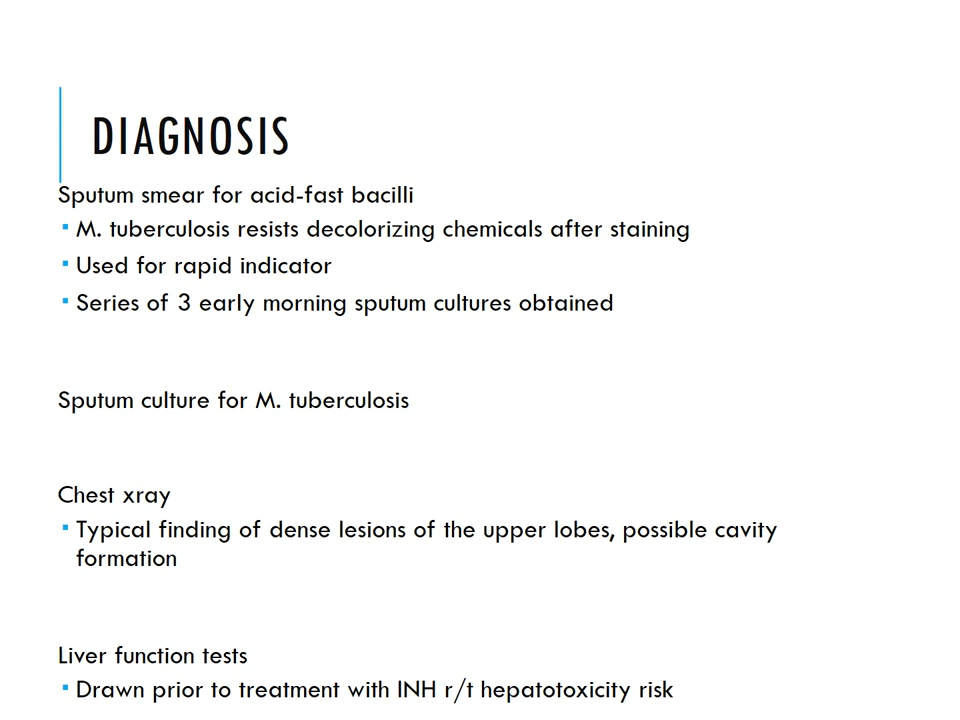 DIAGNOSIS
Sputum smear for acid-fast bacilli
▪ M. tuberculosis resists decolorizing chemicals after staining
▪ Used for rapid indicator
▪ Series of 3 early morning sputum cultures obtained
Sputum culture for M. tuberculosis
Chest xray
▪ Typical finding of dense lesions of the upper lobes, possible cavity
formation
Liver function tests
▪ Drawn prior to treatment with INH r/t hepatotoxicity risk